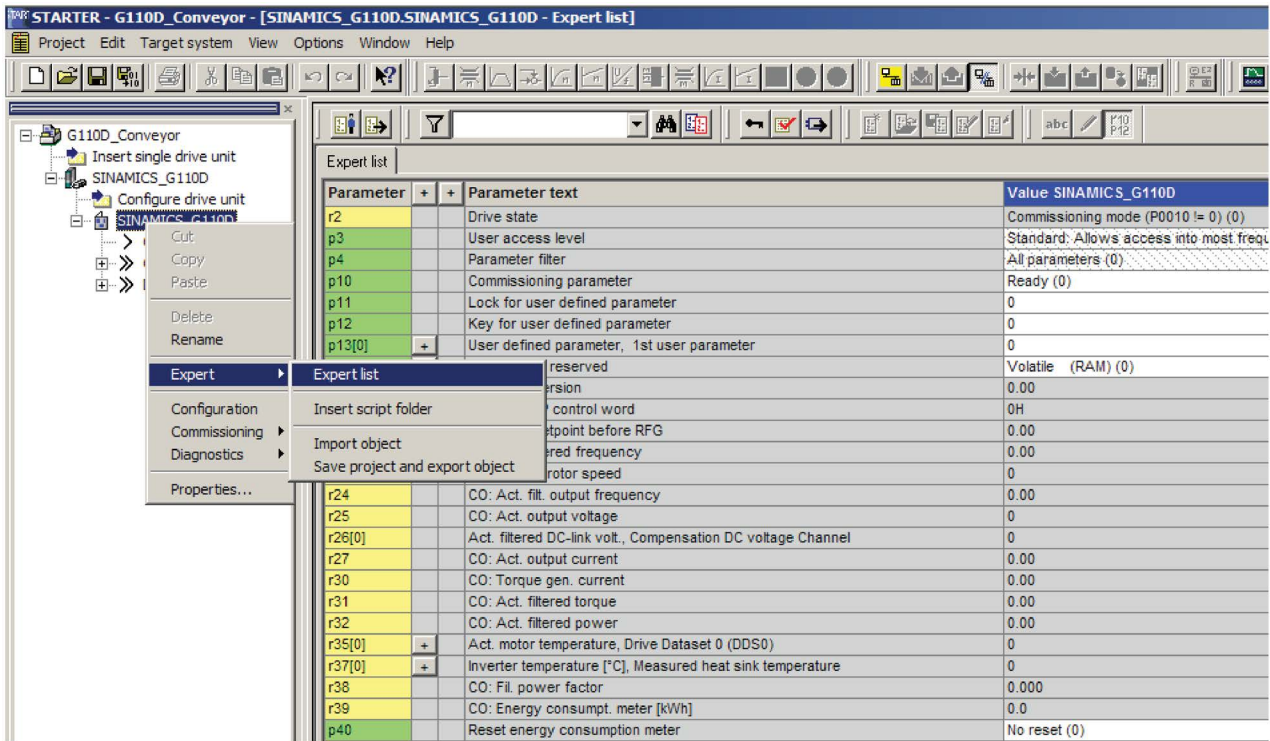 STARTER - G110D_Conveyor - [SINAMICS_G110D.SINAMICS_G110D - Expert list]
Project Edit Target system View Options Window Help
G110D_Conveyor
Insert single drive unit
SINAMICS_G110D
Configure drive unit
SINAMICS_G110D
Cut
Copy
Paste
Delete
Rename
Expert
Configuration
Commissioning
Diagnostics
Properties...
Expert list
Insert script folder
Import object
Save project and export object
abc
Expert list
Parameter + + Parameter text Value SINAMICS_G110D
r2 Drive state Commissioning mode (P0010 != 0) (0)
p3 User access level Standard: Allows access into most frequ
p4 Parameter filter All parameters (0)
p10 Commissioning parameter Ready (0)
p11 Lock for user defined parameter 0
p12 Key for user defined parameter 0
p13[0] + User defined parameter, 1st user parameter 0
reserved Volatile (RAM) (0)
ersion 0.00
control word 0H
etpoint before RFG 0.00
ered frequency 0.00
rotor speed 0
r24 CO: Act. filt. output frequency 0.00
r25 CO: Act. output voltage 0
r26[0] Act. filtered DC-link volt., Compensation DC voltage Channel 0
r27 CO: Act. output current 0.00
r30 CO: Torque gen. current 0.00
r31 CO: Act. filtered torque 0.00
r32 CO: Act. filtered power 0.00
r35[0] + Act. motor temperature, Drive Dataset 0 (DDS0) 0
r37[0] + Inverter temperature [°C], Measured heat sink temperature 0
r38 CO: Fil. power factor 0.000
r39 CO: Energy consumpt. meter [kWh] 0.0
p40 Reset energy consumption meter No reset (0)